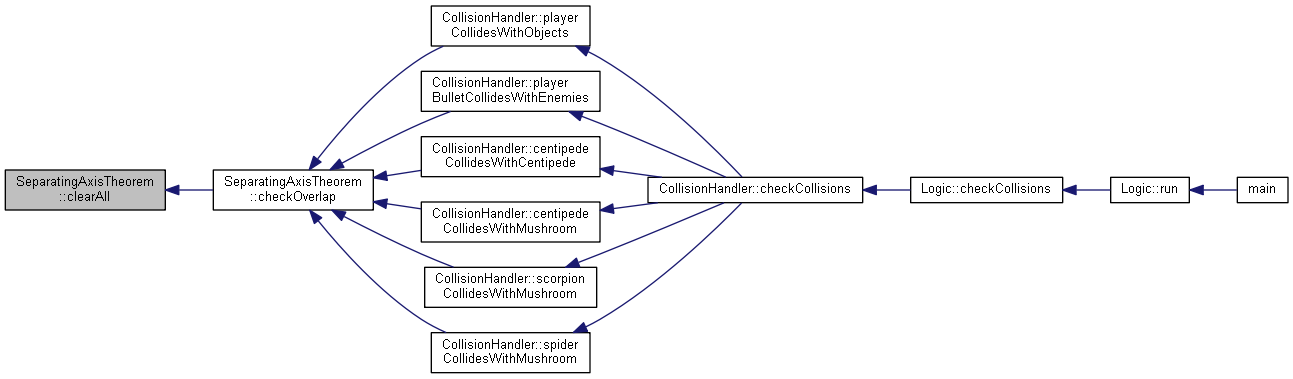 SeparatingAxisTheorem
::clearAll
SeparatingAxisTheorem
::checkOverlap
CollisionHandler::player
CollidesWithObjects
CollisionHandler::player
BulletCollidesWithEnemies
CollisionHandler::centipede
CollidesWithCentipede
CollisionHandler::centipede
CollidesWithMushroom
CollisionHandler::scorpion
CollidesWithMushroom
CollisionHandler::spider
CollidesWithMushroom
CollisionHandler::checkCollisions
Logic::checkCollisions
Logic::run
main